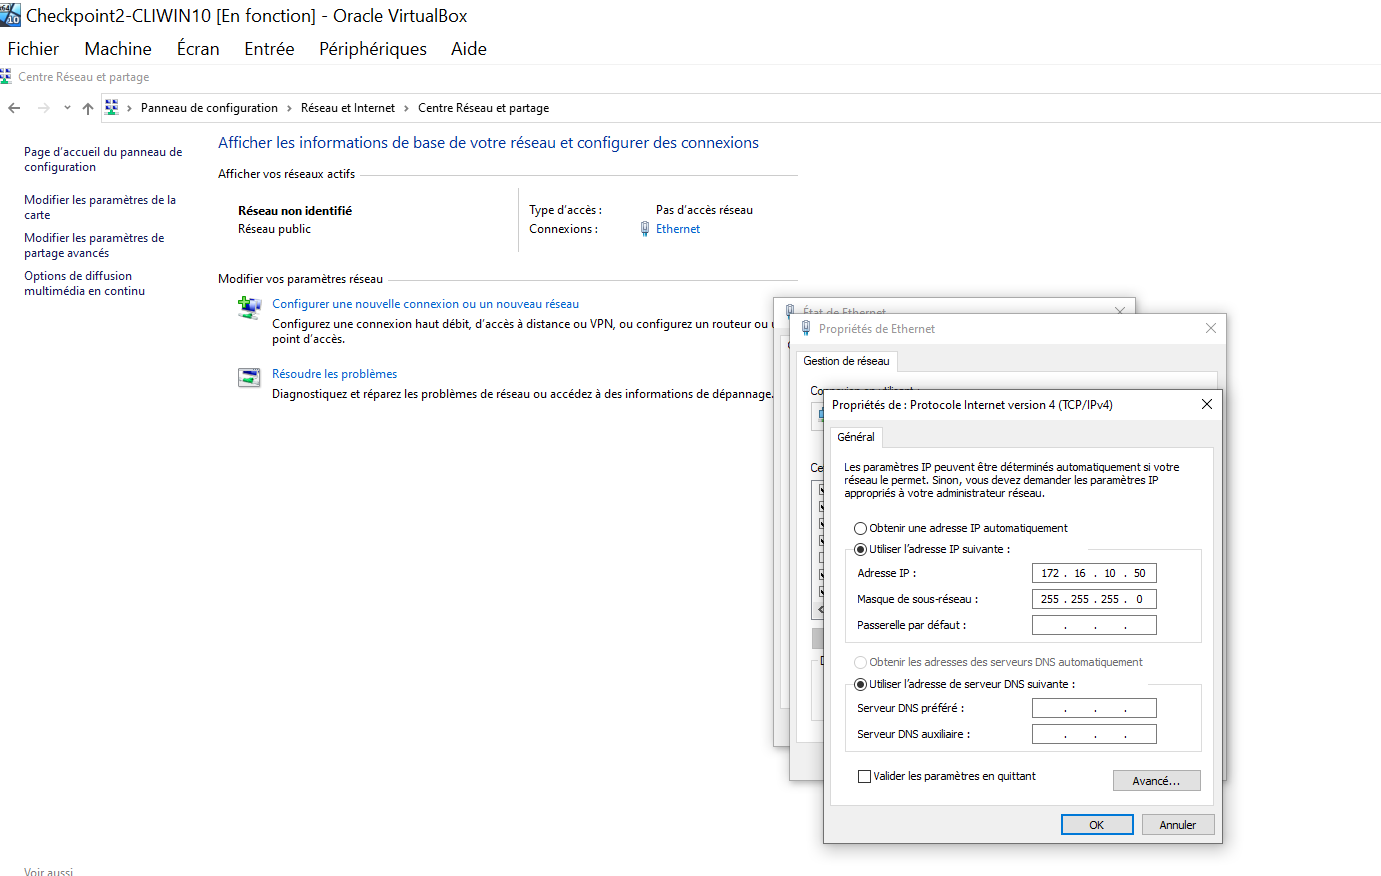 Checkpoint2-CLIWIN10 [En fonction] - Oracle VirtualBox
Fichier Machine Écran Entrée Périphériques Aide
Centre Réseau et partage
Panneau de configuration › Réseau et Internet › Centre Réseau et partage
Page d'accueil du panneau de
configuration
Modifier les paramètres de la
carte
Modifier les paramètres de
partage avancés
Options de diffusion
multimédia en continu
Voir aussi
Afficher les informations de base de votre réseau et configurer des connexions
Afficher vos réseaux actifs
Réseau non identifié
Réseau public
Type d'accès : Pas d'accès réseau
Connexions : Ethernet
Modifier vos paramètres réseau
Configurer une nouvelle connexion ou un nouveau réseau
Configurez une connexion haut débit, d'accès à distance ou VPN, ou configurez un routeur ou
point d'accès.
Résoudre les problèmes
Diagnostiquez et réparez les problèmes de réseau ou accédez à des informations de dépannage.
État de Ethernet
Propriétés de Ethernet
Gestion de réseau
Propriétés de : Protocole Internet version 4 (TCP/IPv4)
Général
Les paramètres IP peuvent être déterminés automatiquement si votre
réseau le permet. Sinon, vous devez demander les paramètres IP
appropriés à votre administrateur réseau.
Obtenir une adresse IP automatiquement
Utiliser l'adresse IP suivante :
Adresse IP : 172 . 16 . 10 . 50
Masque de sous-réseau : 255 . 255 . 255 . 0
Passerelle par défaut : . . .
Obtenir les adresses des serveurs DNS automatiquement
Utiliser l'adresse de serveur DNS suivante :
Serveur DNS préféré : . . .
Serveur DNS auxiliaire : . . .
Valider les paramètres en quittant
Avancé...
OK Annuler